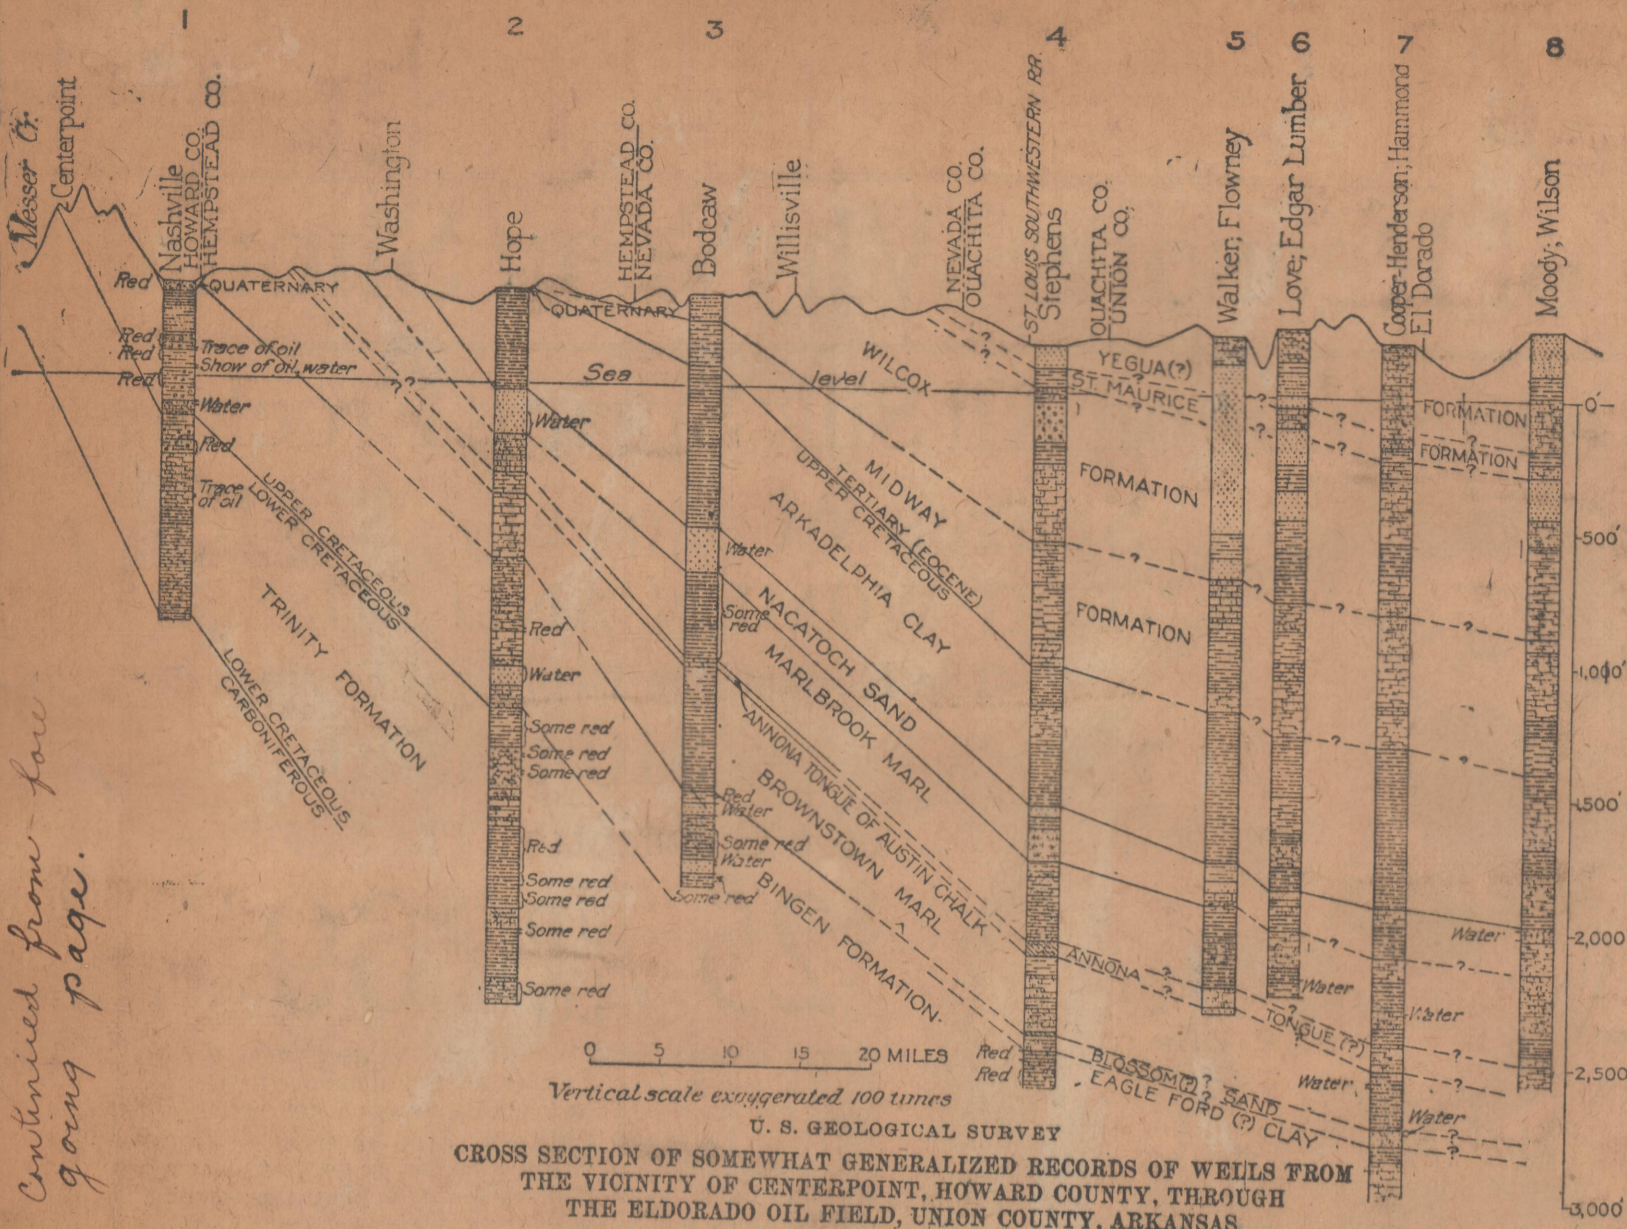 1
2
3
4
5
6
7
8
Messer Cr.
Centerpoint
Nashville
HOWARD CO.
HEMPSTEAD CO.
Washington
Hope
HEMPSTEAD CO.
NEVADA CO.
Bodcaw
Willisville
NEVADA CO.
OUACHITA CO.
ST LOUIS SOUTHWESTERN RR.
Stephens
OUACHITA CO.
UNION CO.
Walker; Flowney
Love; Edgar Lumber
Cooper-Henderson; Hammond
El Dorado
Moody; Wilson
Red
Red
Red
Red
QUATERNARY
Trace of oil
Show of oil, water
Water
Red
Trace
of oil
Sea level
QUATERNARY
WILCOX
YEGUA(?)
ST. MAURICE
FORMATION
FORMATION
FORMATION
FORMATION
MIDWAY
TERTIARY (EOCENE)
UPPER CRETACEOUS
ARKADELPHIA CLAY
NACATOCH SAND
MARLBROOK MARL
ANNONA TONGUE OF AUSTIN CHALK
BROWNSTOWN MARL
BINGEN FORMATION
UPPER CRETACEOUS
LOWER CRETACEOUS
TRINITY FORMATION
LOWER CRETACEOUS
CARBONIFEROUS
Water
Red
Water
Some red
Some red
Some red
Red
Some red
Some red
Some red
Some red
Water
Some
red
Red
Water
Some red
Water
Some red
ANNONA
TONGUE (?)
BLOSSOM(?) SAND
EAGLE FORD (?) CLAY
Red
Red
Water
Water
Water
Water
Water
0
500'
1,000'
1,500'
2,000
2,500
3,000'
0 5 10 15 20 MILES
Vertical scale exaggerated 100 times
U. S. GEOLOGICAL SURVEY
CROSS SECTION OF SOMEWHAT GENERALIZED RECORDS OF WELLS FROM
THE VICINITY OF CENTERPOINT, HOWARD COUNTY, THROUGH
THE ELDORADO OIL FIELD, UNION COUNTY, ARKANSAS
Continued from fore-
going page.